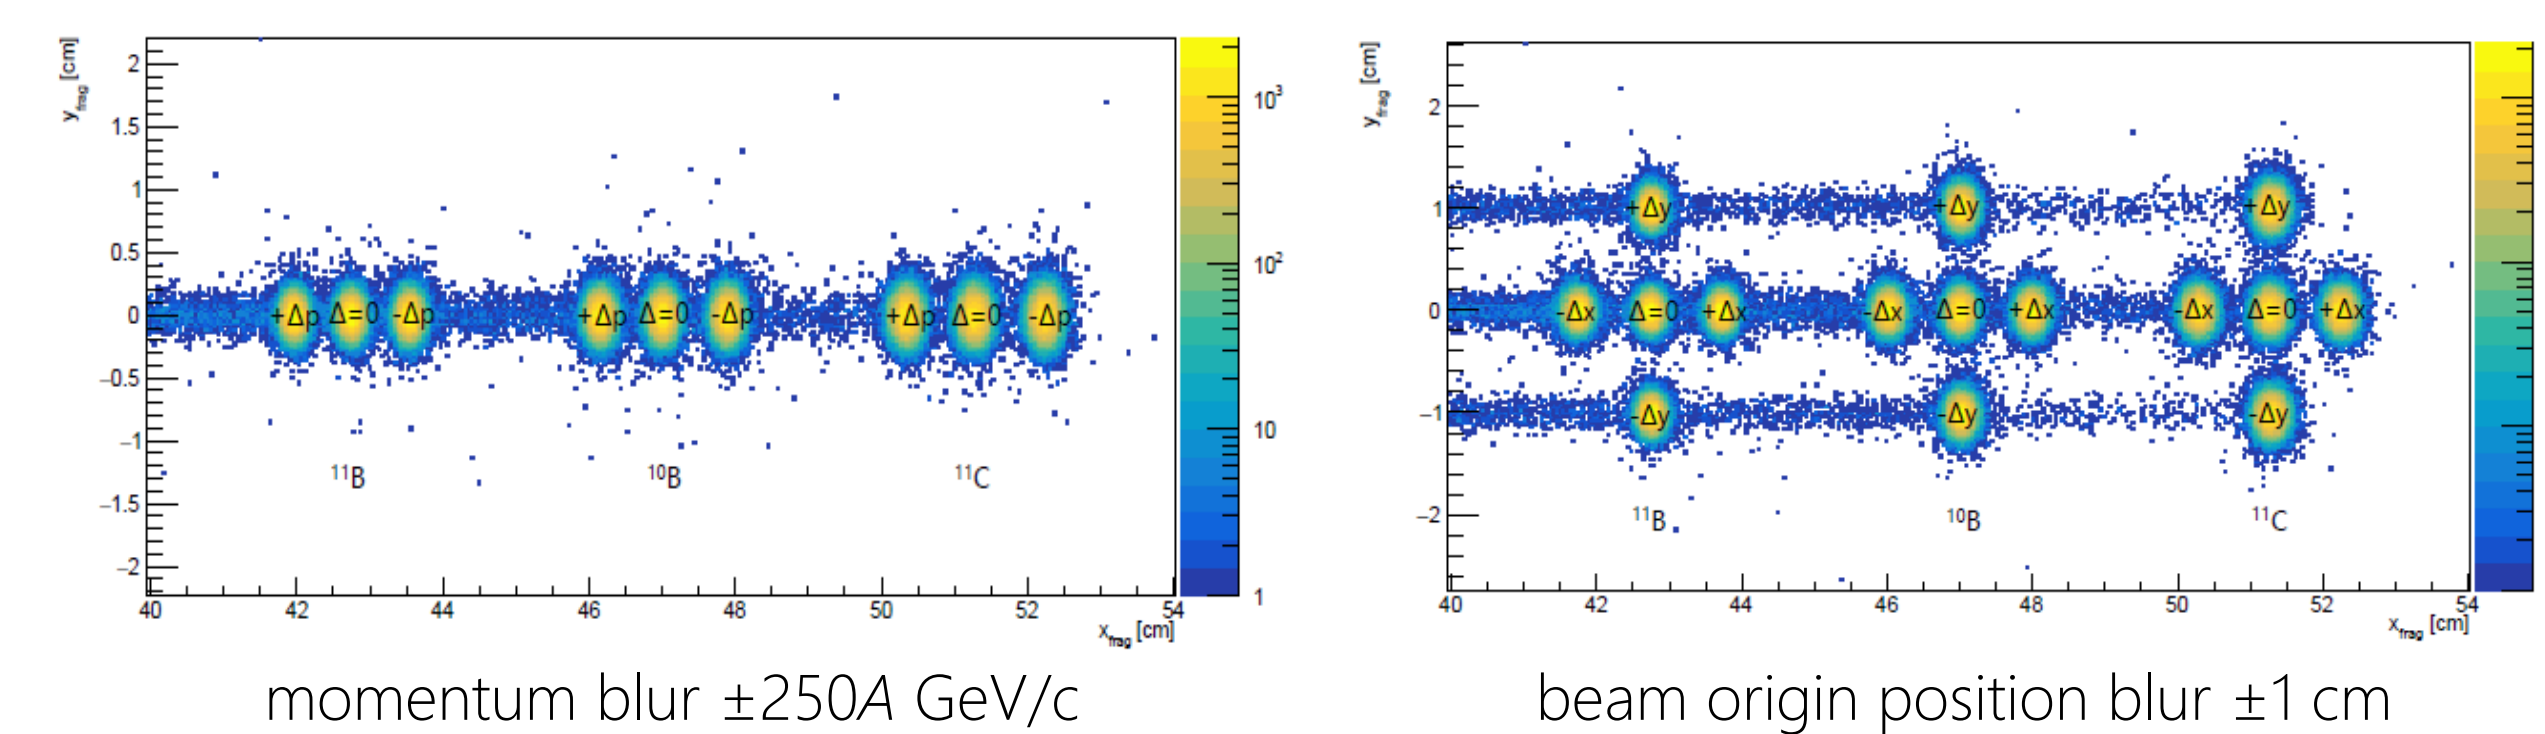 y_frag [cm]
2
1.5
1
0.5
0
−0.5
−1
−1.5
−2
+Δp Δ=0 -Δp +Δp Δ=0 -Δp +Δp Δ=0 -Δp
¹¹B ¹⁰B ¹¹C
40 42 44 46 48 50 52 54
x_frag [cm]
10³
10²
10
1
momentum blur ±250A GeV/c
y_frag [cm]
2
1
0
−1
−2
+Δy +Δy +Δy
-Δx Δ=0 +Δx -Δx Δ=0 +Δx -Δx Δ=0 +Δx
-Δy -Δy -Δy
¹¹B ¹⁰B ¹¹C
40 42 44 46 48 50 52 54
x_frag [cm]
beam origin position blur ±1 cm